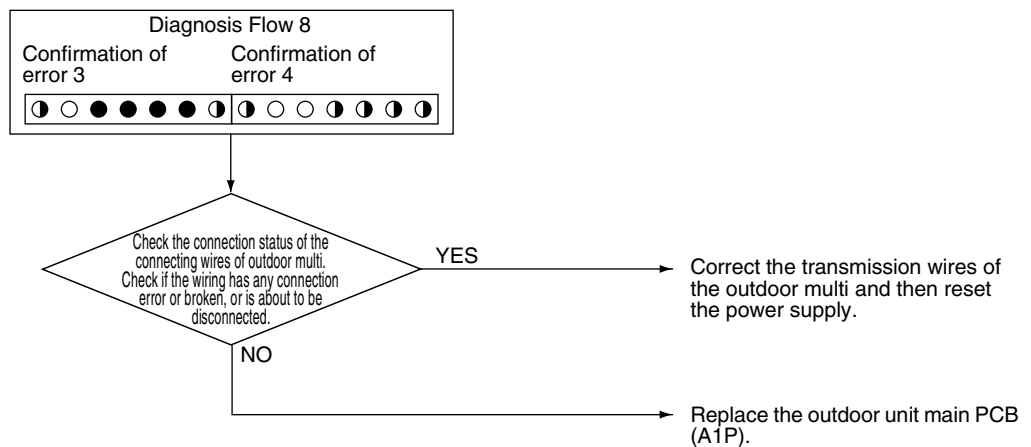 Diagnosis Flow 8
Confirmation of
error 3
Confirmation of
error 4
Check the connection status of the
connecting wires of outdoor multi.
Check if the wiring has any connection
error or broken, or is about to be
disconnected.
YES
Correct the transmission wires of
the outdoor multi and then reset
the power supply.
NO
Replace the outdoor unit main PCB
(A1P).